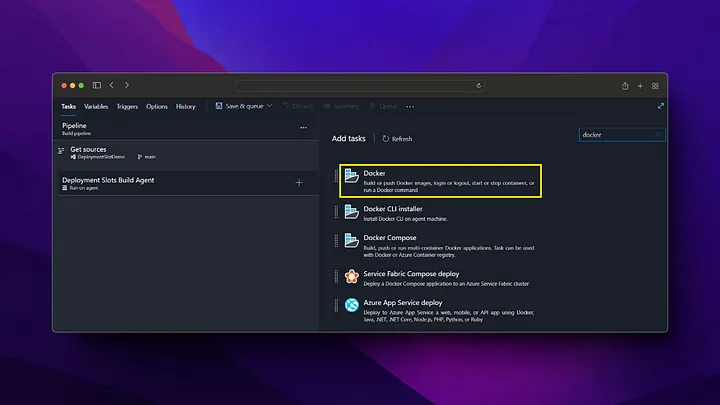 Tasks Variables Triggers Options History Save & queue Discard Summary Queue ...
Pipeline
Build pipeline
Get sources
DeploymentSlotDemo main
Deployment Slots Build Agent
Run on agent
Add tasks Refresh docker
Docker
Build or push Docker images, login or logout, start or stop containers, or
run a Docker command
Docker CLI installer
Install Docker CLI on agent machine.
Docker Compose
Build, push or run multi-container Docker applications. Task can be used
with Docker or Azure Container registry.
Service Fabric Compose deploy
Deploy a Docker Compose application to an Azure Service Fabric cluster
Azure App Service deploy
Deploy to Azure App Service a web, mobile, or API app using Docker,
Java, .NET, .NET Core, Node.js, PHP, Python, or Ruby